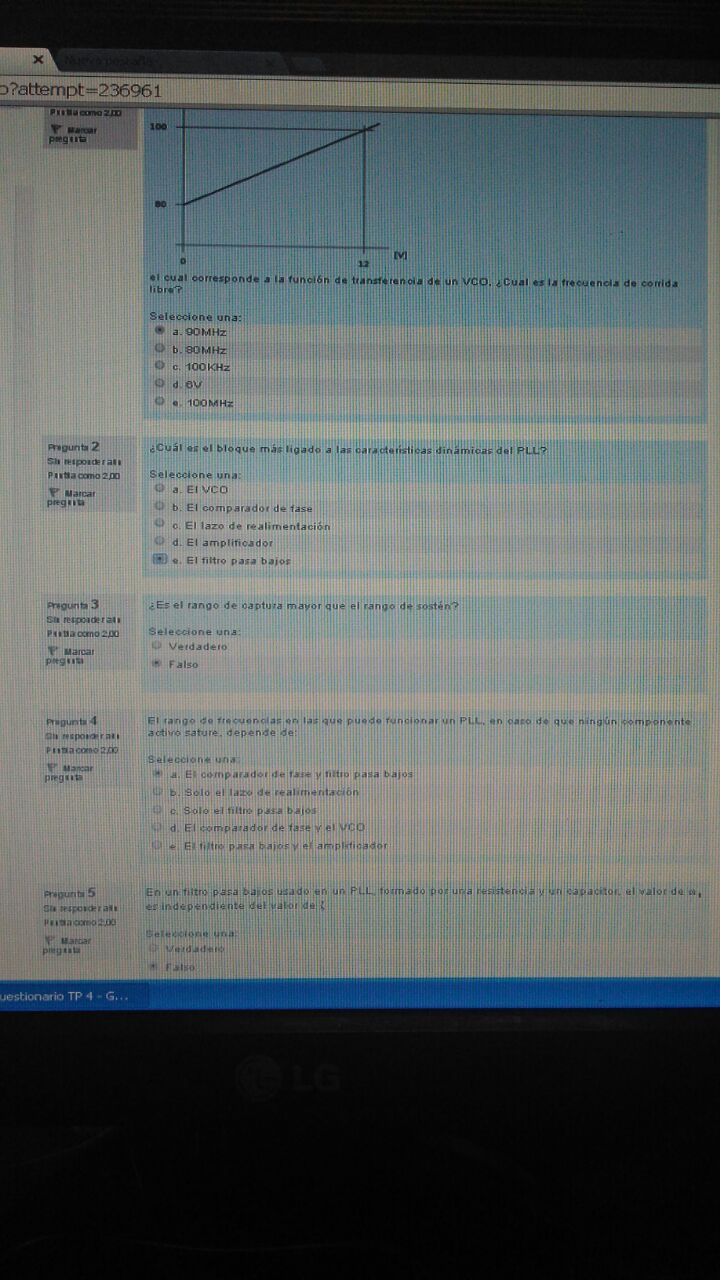 Nueva pestaña
o?attempt=236961
Puntúa como 2,00
Marcar
pregunta
100
80
0
12
[V]
el cual corresponde a la función de transferencia de un VCO. ¿Cual es la frecuencia de corrida
libre?
Seleccione una:
a. 90MHz
b. 80MHz
c. 100KHz
d. 6V
e. 100MHz
Pregunta 2
Sin responder aún
Puntúa como 2,00
Marcar
pregunta
¿Cuál es el bloque más ligado a las características dinámicas del PLL?
Seleccione una:
a. El VCO
b. El comparador de fase
c. El lazo de realimentación
d. El amplificador
e. El filtro pasa bajos
Pregunta 3
Sin responder aún
Puntúa como 2,00
Marcar
pregunta
¿Es el rango de captura mayor que el rango de sostén?
Seleccione una:
Verdadero
Falso
Pregunta 4
Sin responder aún
Puntúa como 2,00
Marcar
pregunta
El rango de frecuencias en las que puede funcionar un PLL, en caso de que ningún componente
activo sature, depende de:
Seleccione una:
a. El comparador de fase y filtro pasa bajos
b. Solo el lazo de realimentación
c. Solo el filtro pasa bajos
d. El comparador de fase y el VCO
e. El filtro pasa bajos y el amplificador
Pregunta 5
Sin responder aún
Puntúa como 2,00
Marcar
pregunta
En un filtro pasa bajos usado en un PLL, formado por una resistencia y un capacitor, el valor de
es independiente del valor de ξ
Seleccione una:
Verdadero
Falso
uestionario TP 4 - G...
LG